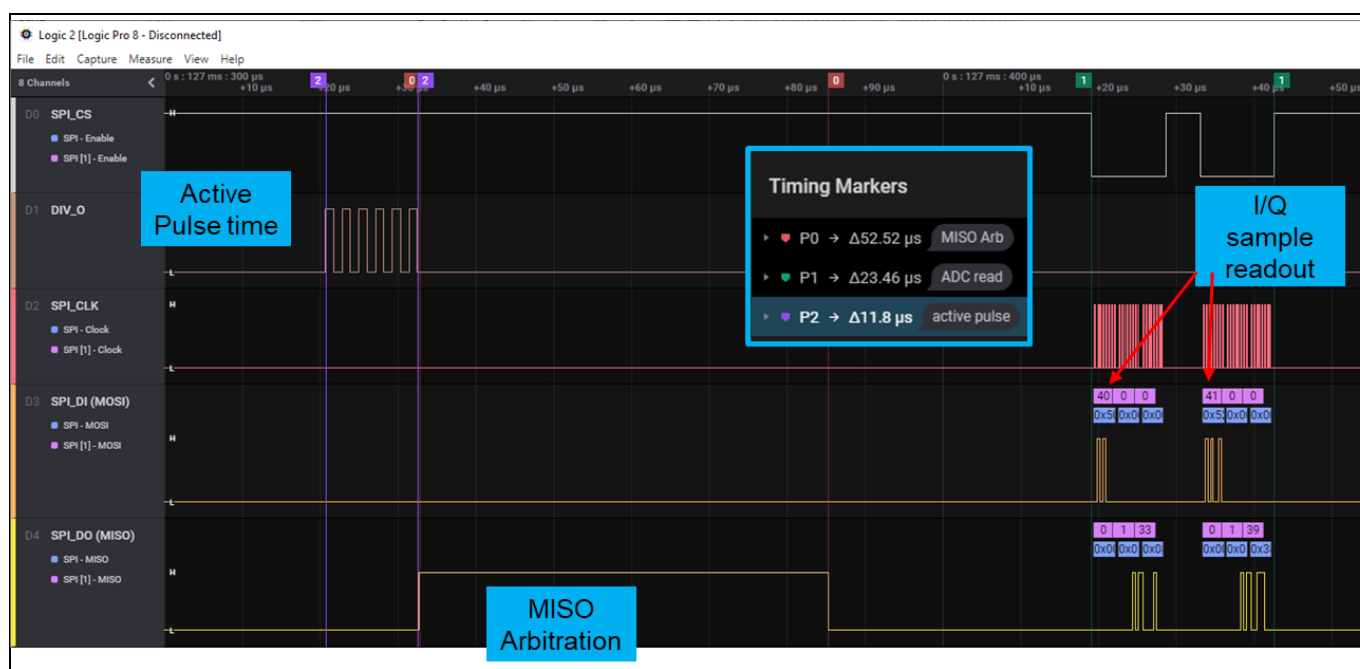 Logic 2 [Logic Pro 8 - Disconnected]
File Edit Capture Measure View Help
8 Channels
0 s : 127 ms : 300 µs
0 s : 127 ms : 400 µs
+10 µs 2 +20 µs 0 2 +40 µs +50 µs +60 µs +70 µs +80 µs 0 +90 µs +10 µs 1 +20 µs +30 µs +40 µs 1 +50 µs
D0 SPI_CS
H
SPI - Enable
SPI [1] - Enable
Active
Pulse time
D1 DIV_O
L
Timing Markers
P0 → Δ52.52 µs MISO Arb
P1 → Δ23.46 µs ADC read
P2 → Δ11.8 µs active pulse
I/Q
sample
readout
D2 SPI_CLK
H
SPI - Clock
SPI [1] - Clock
L
D3 SPI_DI (MOSI)
SPI - MOSI
SPI [1] - MOSI
H
L
40 0 0 41 0 0
D4 SPI_DO (MISO)
SPI - MISO
SPI [1] - MISO
H
L
0 1 33 0 1 39
MISO
Arbitration